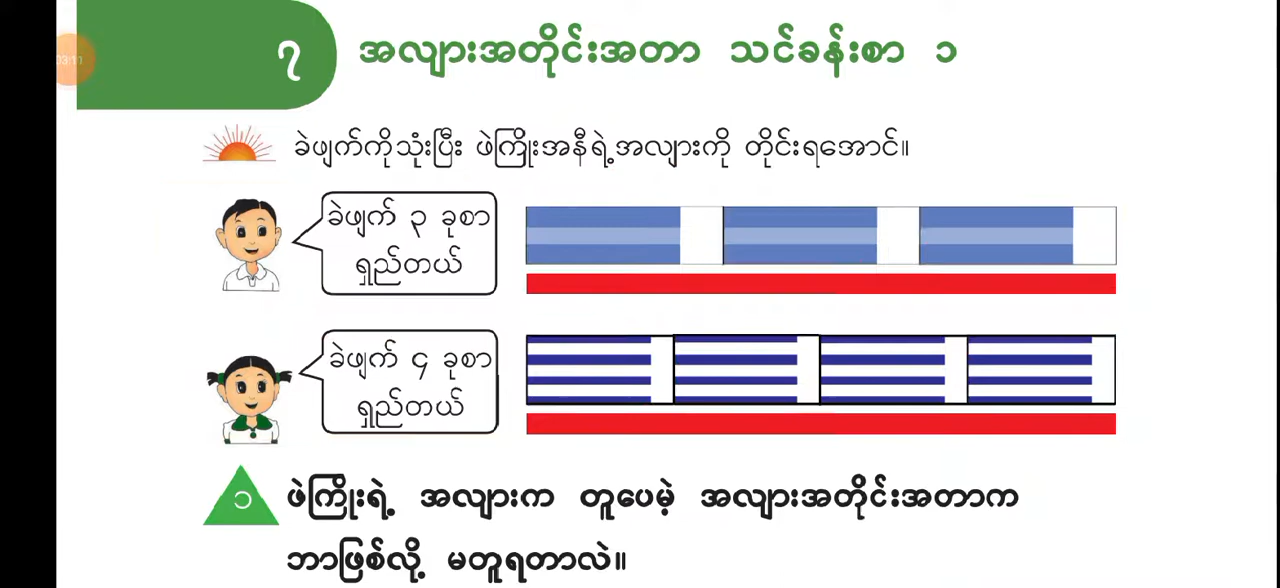 ၇ အလျားအတိုင်းအတာ သင်ခန်းစာ ၁
ခဲဖျက်ကိုသုံးပြီး ဖဲကြိုးအနီရဲ့အလျားကို တိုင်းရအောင်။
ခဲဖျက် ၃ ခုစာ
ရှည်တယ်
ခဲဖျက် ၄ ခုစာ
ရှည်တယ်
၁ ဖဲကြိုးရဲ့ အလျားက တူပေမဲ့ အလျားအတိုင်းအတာက
ဘာဖြစ်လို့ မတူရတာလဲ။